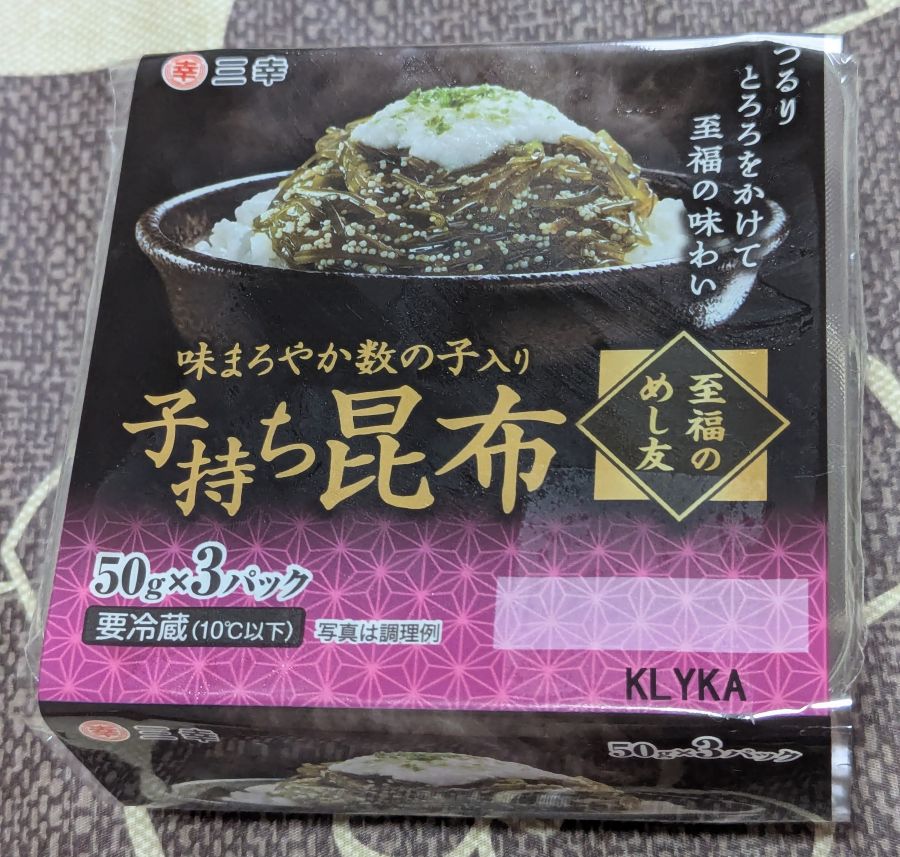 幸 三幸
つるり
とろろをかけて
至福の味わい
味まろやか数の子入り
子持ち昆布
至福の
めし友
50g×3パック
要冷蔵(10℃以下)
写真は調理例
KLYKA
幸 三幸
50g×3パック